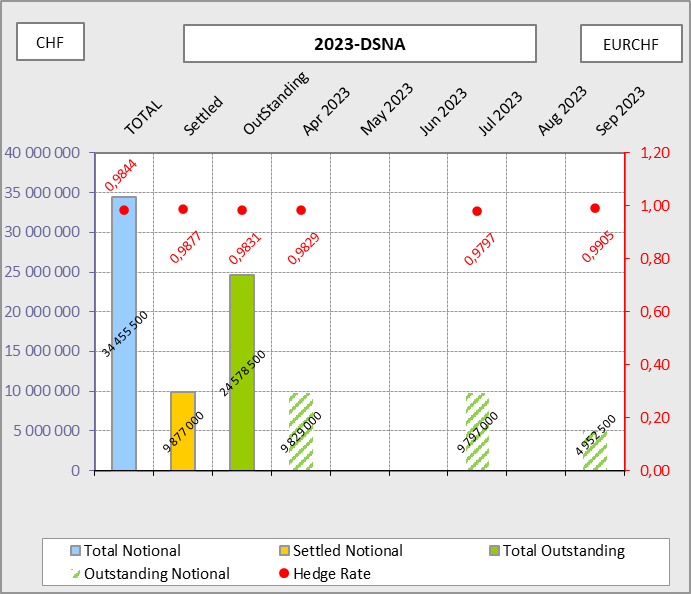 CHF
2023-DSNA
EURCHF
TOTAL
Settled
OutStanding
Apr 2023
May 2023
Jun 2023
Jul 2023
Aug 2023
Sep 2023
40 000 000
35 000 000
30 000 000
25 000 000
20 000 000
15 000 000
10 000 000
5 000 000
0
1,20
1,00
0,80
0,60
0,40
0,20
0,00
0,9844
0,9877
0,9831
0,9829
0,9797
0,9905
34 455 500
9 877 000
24 578 500
9 829 000
9 797 000
4 952 500
Total Notional
Settled Notional
Total Outstanding
Outstanding Notional
Hedge Rate